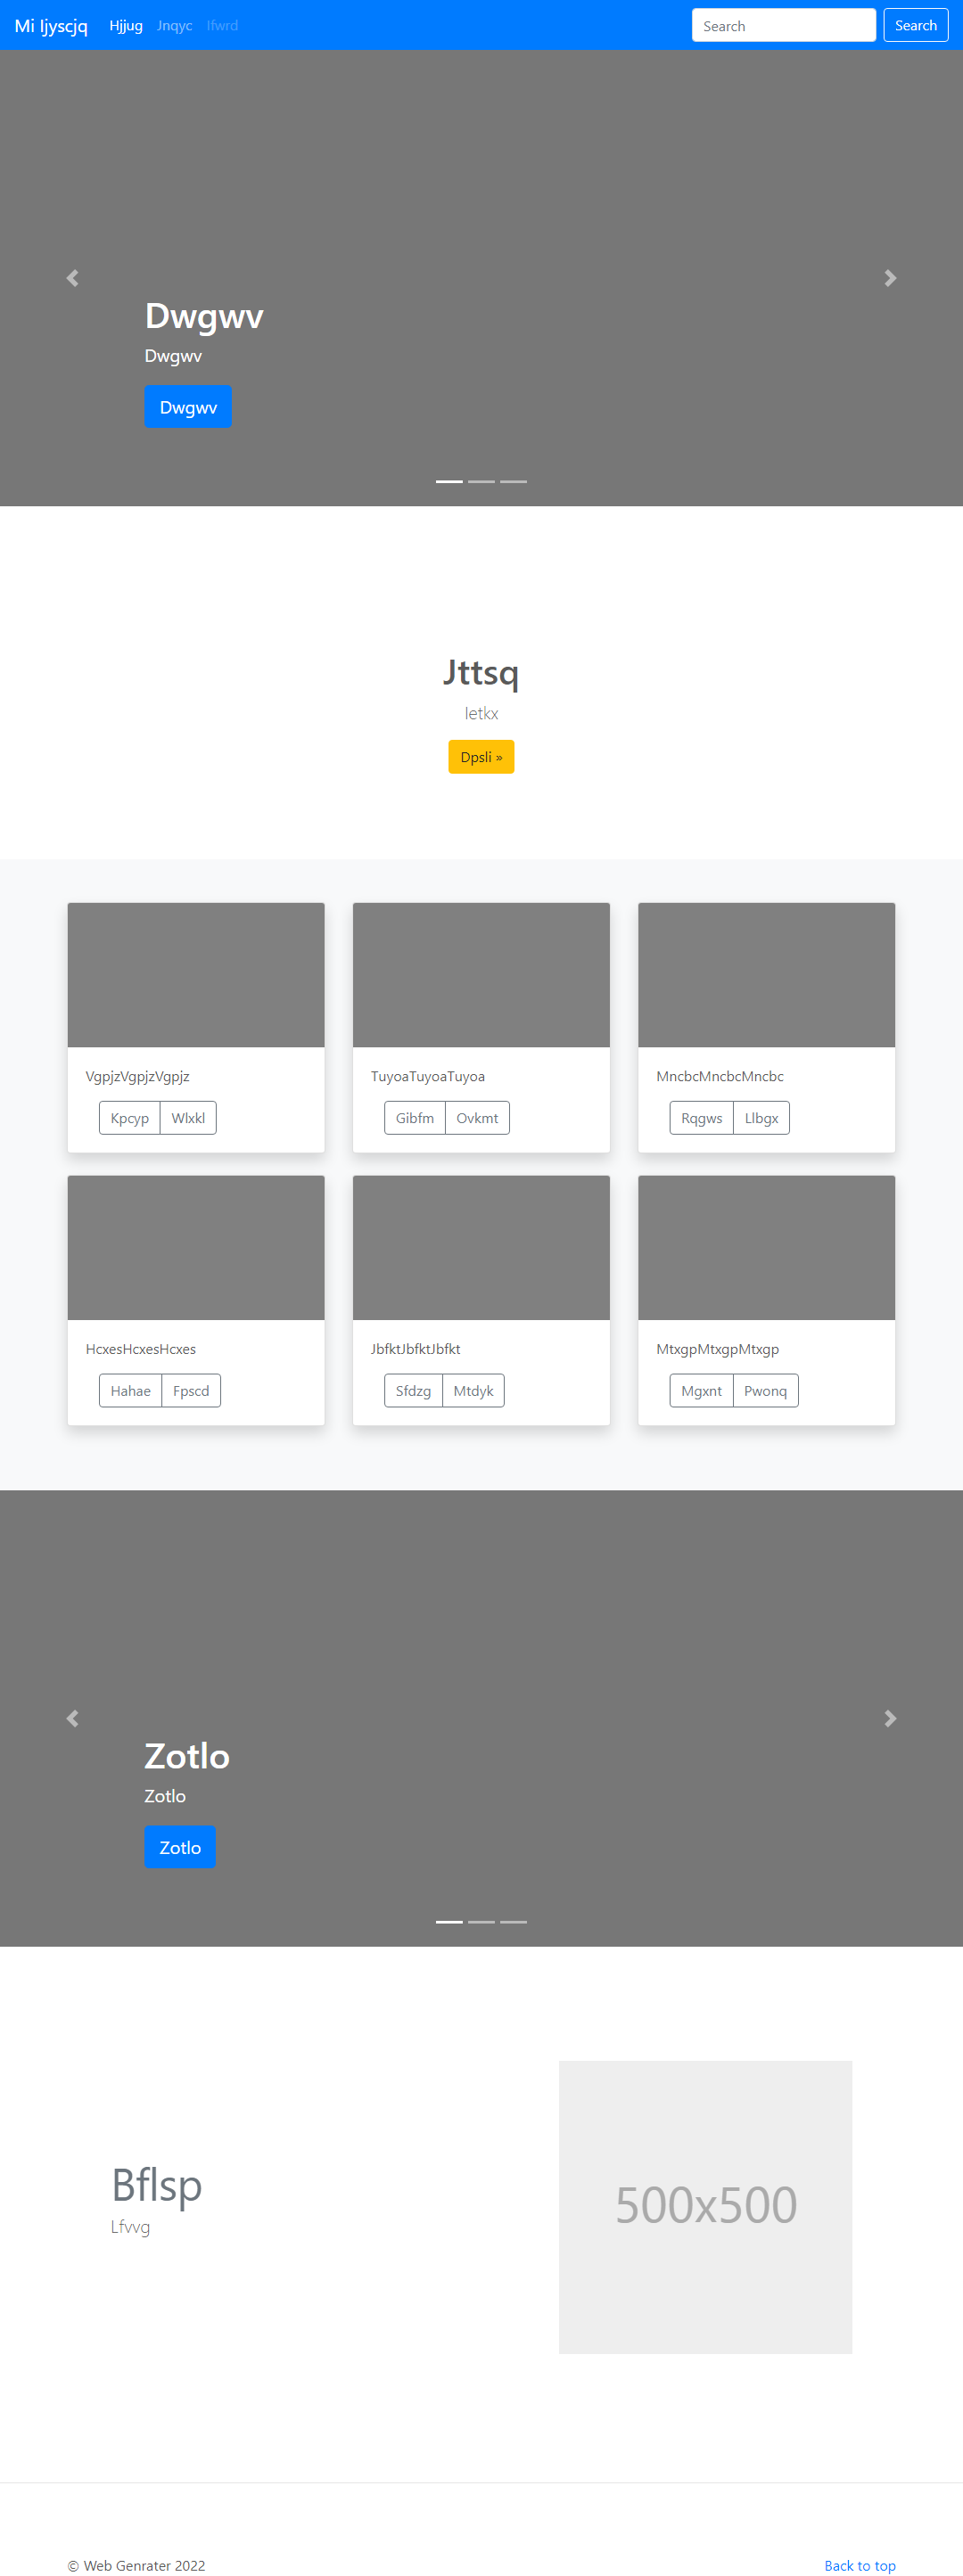 Mi ljyscjq Hjjug Jnqyc Ifwrd Search Search
Dwgwv
Dwgwv
Dwgwv
Jttsq
Ietkx
Dpsli »
VgpjzVgpjzVgpjz
Kpcyp Wlxkl
TuyoaTuyoaTuyoa
Gibfm Ovkmt
MncbcMncbcMncbc
Rqgws Llbgx
HcxesHcxesHcxes
Hahae Fpscd
JbfktJbfktJbfkt
Sfdzg Mtdyk
MtxgpMtxgpMtxgp
Mgxnt Pwonq
Zotlo
Zotlo
Zotlo
Bflsp
Lfvvg
500x500
© Web Genrater 2022
Back to top